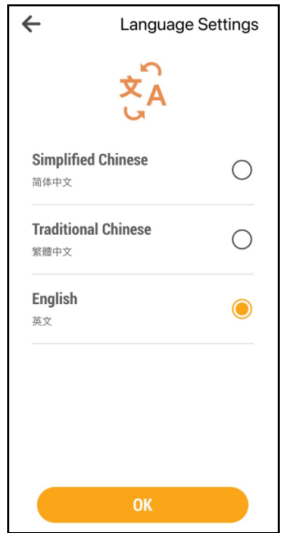 Language Settings
文A
Simplified Chinese
简体中文
Traditional Chinese
繁體中文
English
英文
OK